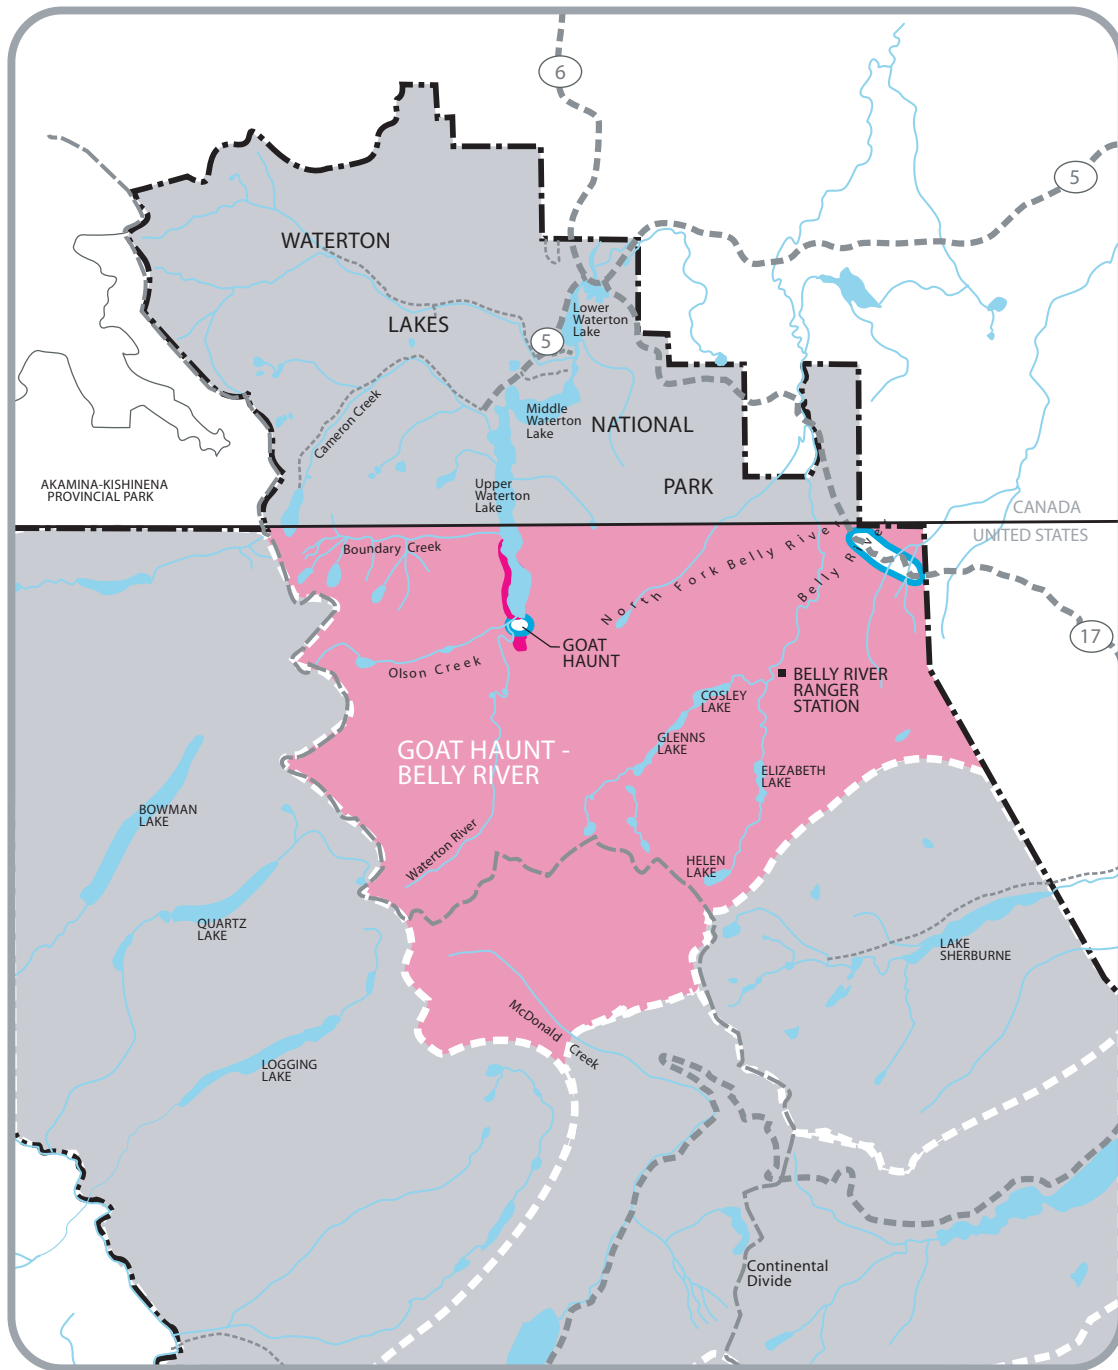 6
5
WATERTON
LAKES
Lower
Waterton
Lake
5
Middle
Waterton
Lake
NATIONAL
Cameron Creek
AKAMINA-KISHINENA
PROVINCIAL PARK
Upper
Waterton
Lake
PARK
CANADA
UNITED STATES
Boundary Creek
North Fork Belly River
Belly River
17
GOAT
HAUNT
Olson Creek
BELLY RIVER
RANGER
STATION
COSLEY
LAKE
GLENNS
LAKE
GOAT HAUNT -
BELLY RIVER
ELIZABETH
LAKE
BOWMAN
LAKE
Waterton River
HELEN
LAKE
QUARTZ
LAKE
LAKE
SHERBURNE
McDonald
Creek
LOGGING
LAKE
Continental
Divide